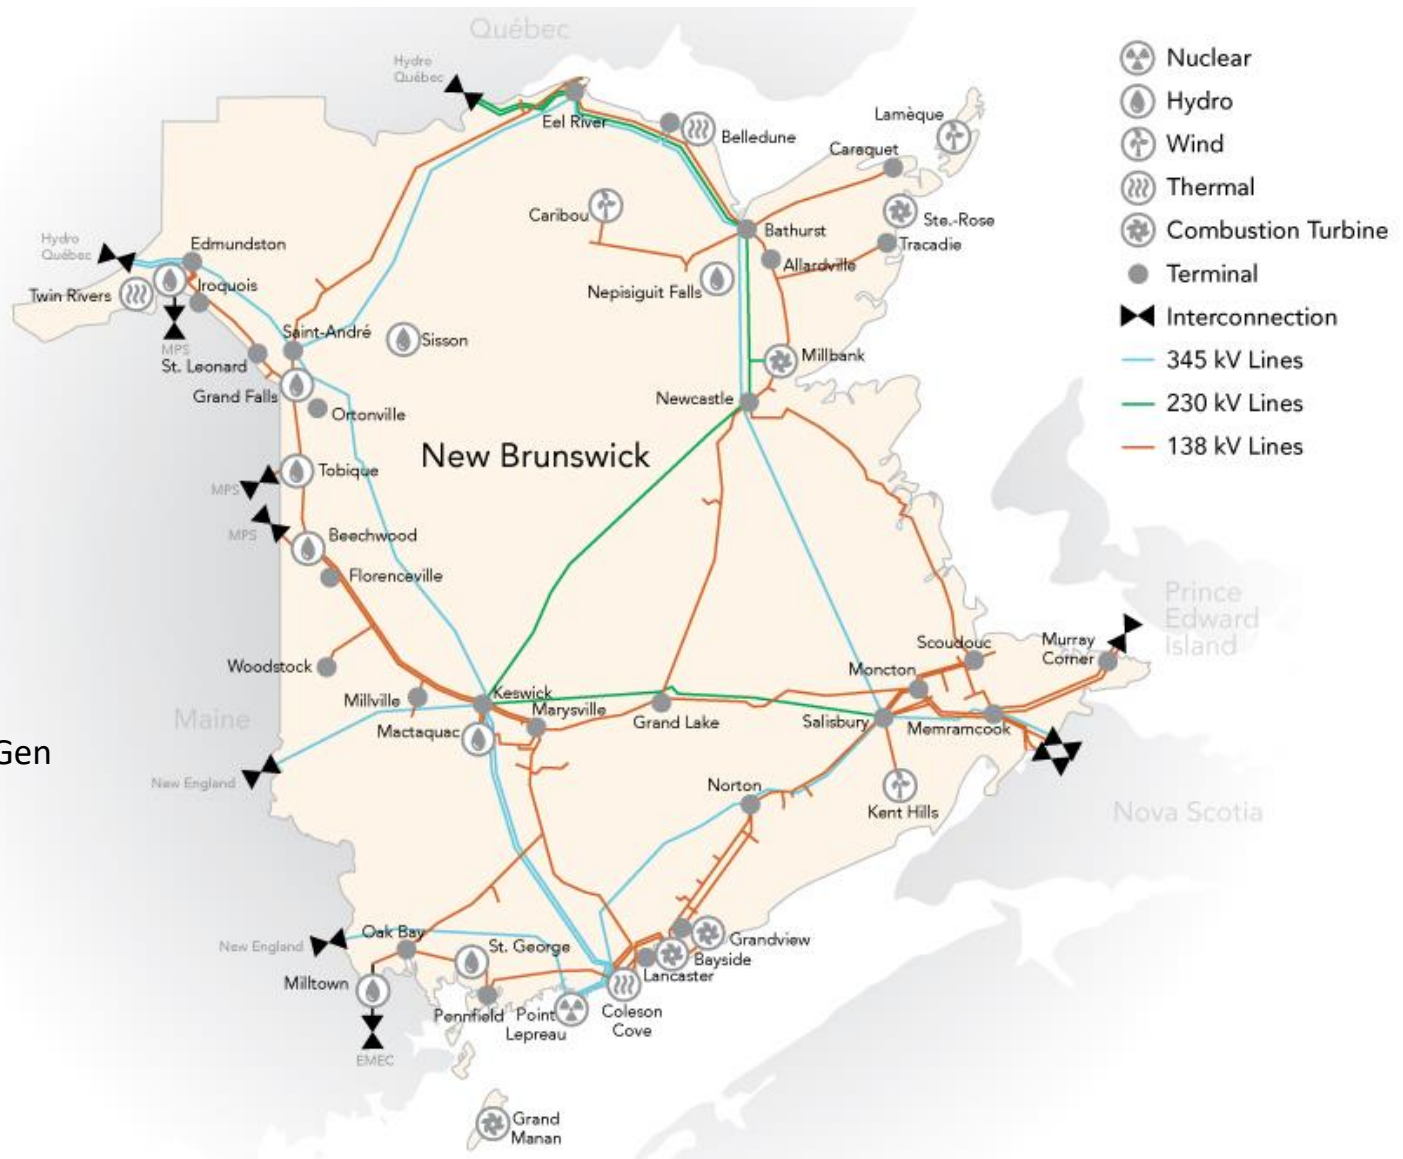 Québec
Hydro
Québec
Eel River
Belledune
Lamèque
Caraquet
Caribou
Ste.-Rose
Bathurst
Tracadie
Allardville
Nepisiguit Falls
Hydro
Québec
Edmundston
Twin Rivers
Iroquois
MPS
Saint-André
Sisson
St. Leonard
Grand Falls
Ortonville
Millbank
Newcastle
New Brunswick
MPS
Tobique
MPS
Beechwood
Florenceville
Woodstock
Millville
Keswick
Marysville
Mactaquac
Grand Lake
Scoudouc
Murray
Corner
Moncton
Salisbury
Memramcook
Prince
Edward
Island
Maine
Gen
New England
Norton
Kent Hills
Nova Scotia
New England
Oak Bay
St. George
Grandview
Bayside
Lancaster
Milltown
Pennfield
Point
Lepreau
Coleson
Cove
EMEC
Grand
Manan
Nuclear
Hydro
Wind
Thermal
Combustion Turbine
Terminal
Interconnection
345 kV Lines
230 kV Lines
138 kV Lines